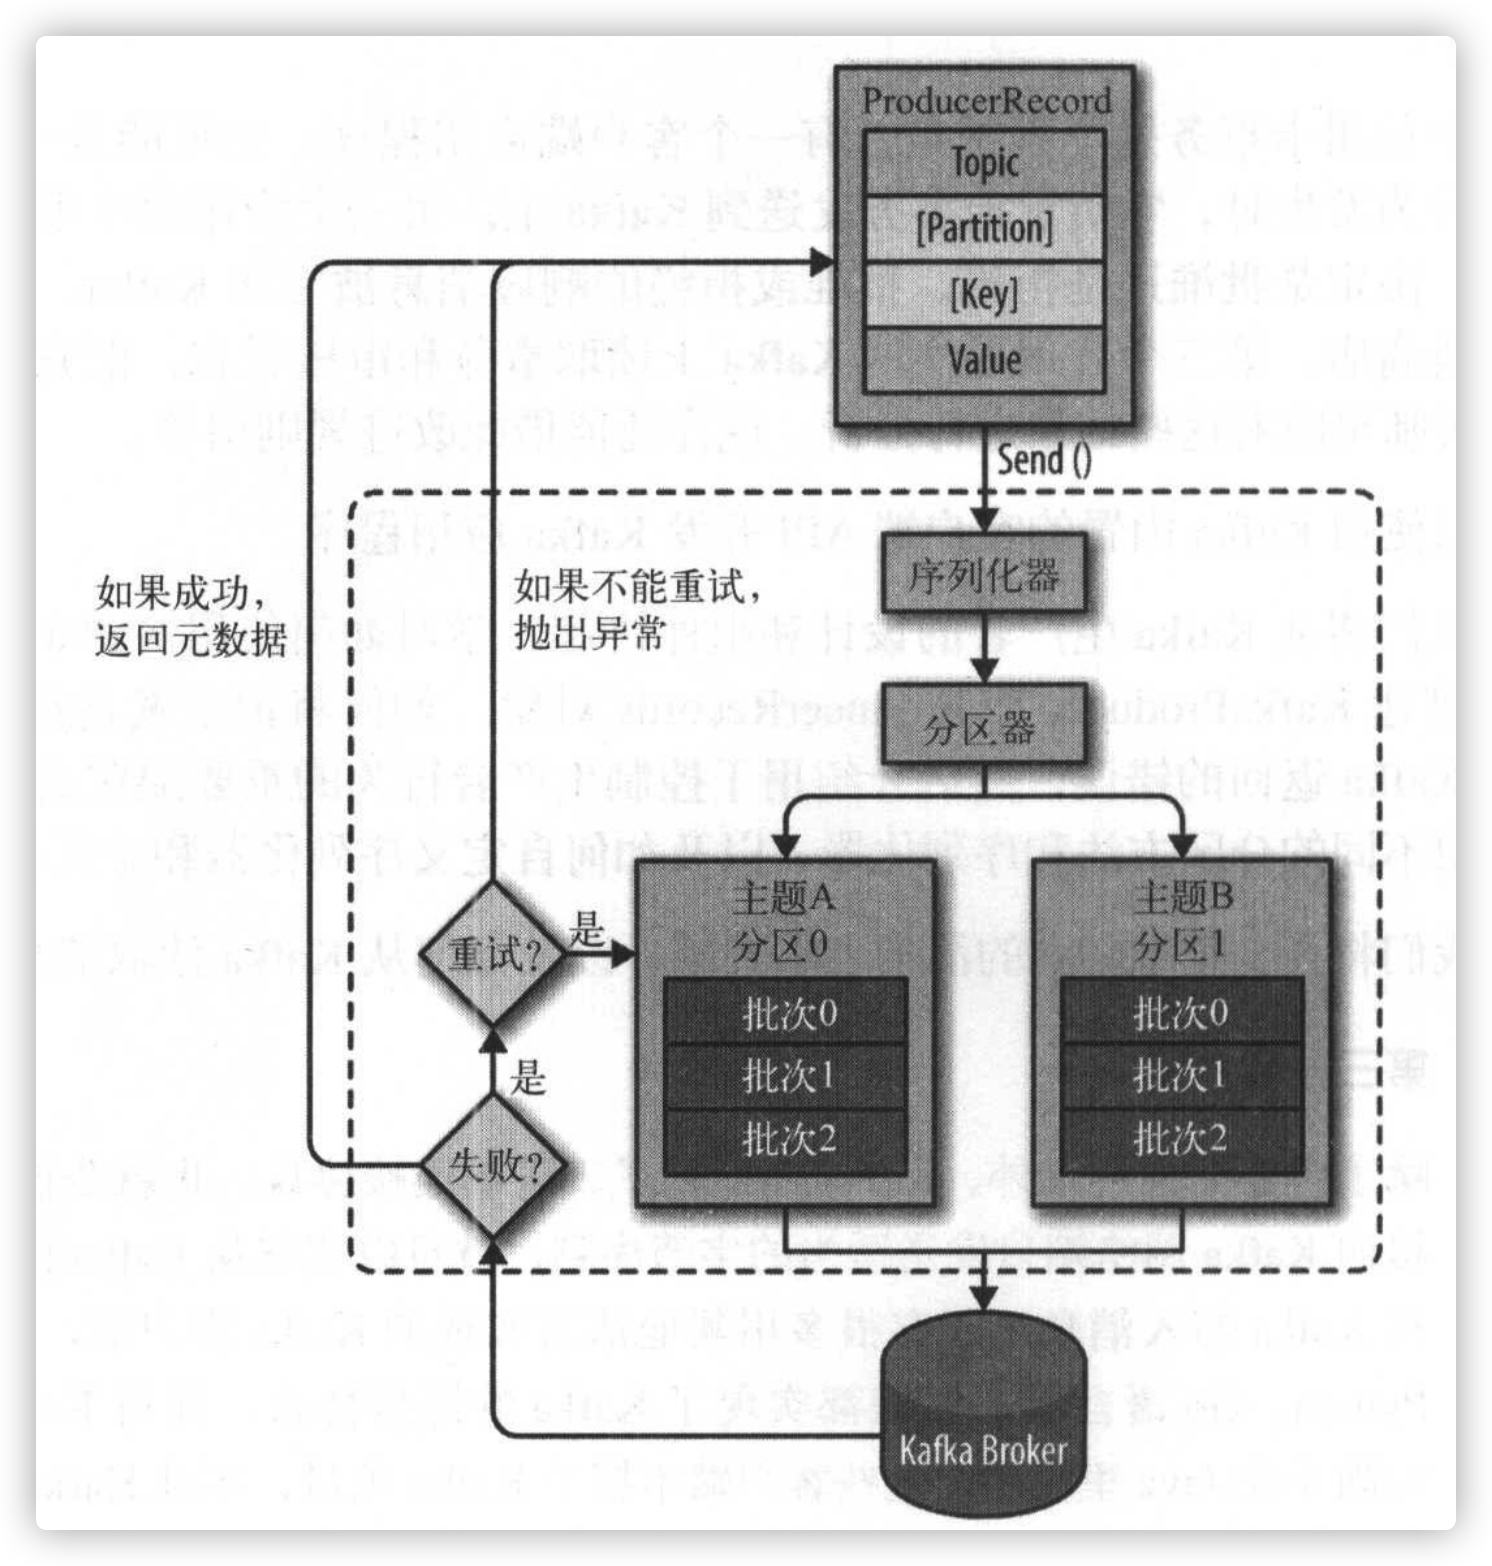 ProducerRecord
Topic
[Partition]
[Key]
Value
Send ()
序列化器
分区器
如果成功，
返回元数据
如果不能重试，
抛出异常
主题A
分区0
批次0
批次1
批次2
主题B
分区1
批次0
批次1
批次2
重试?
是
是
失败?
Kafka Broker